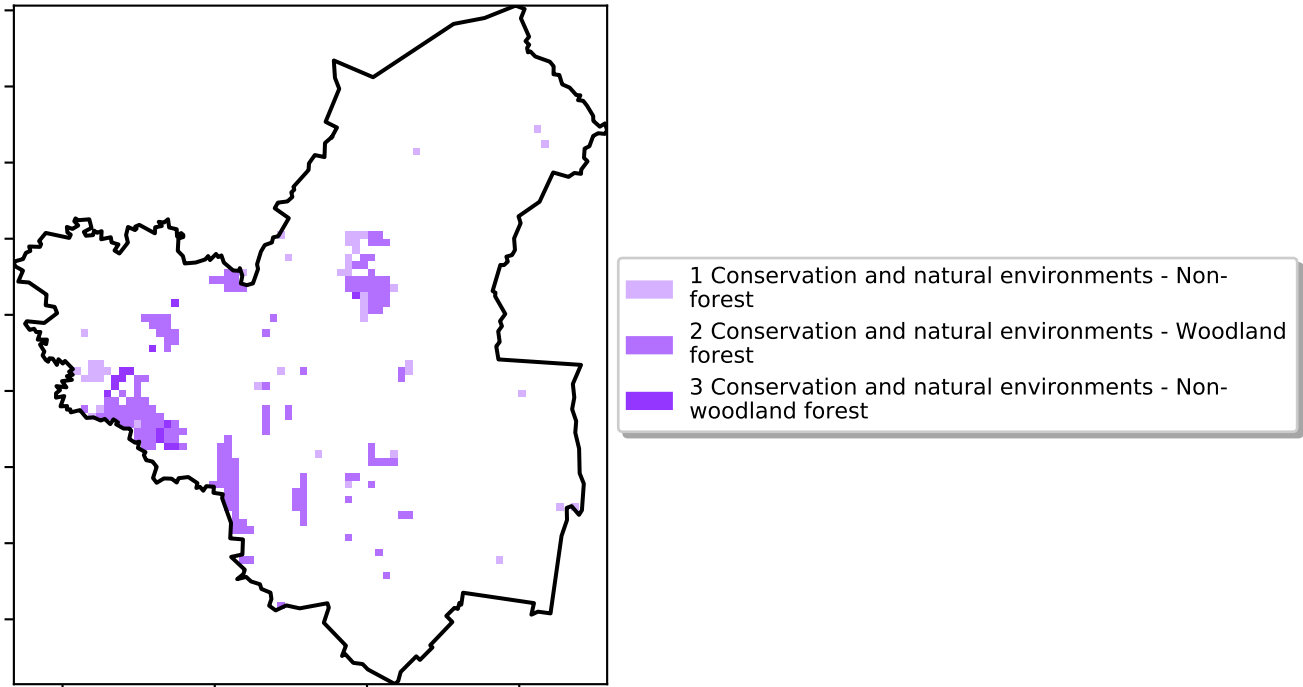 1 Conservation and natural environments - Non-
forest
2 Conservation and natural environments - Woodland
forest
3 Conservation and natural environments - Non-
woodland forest